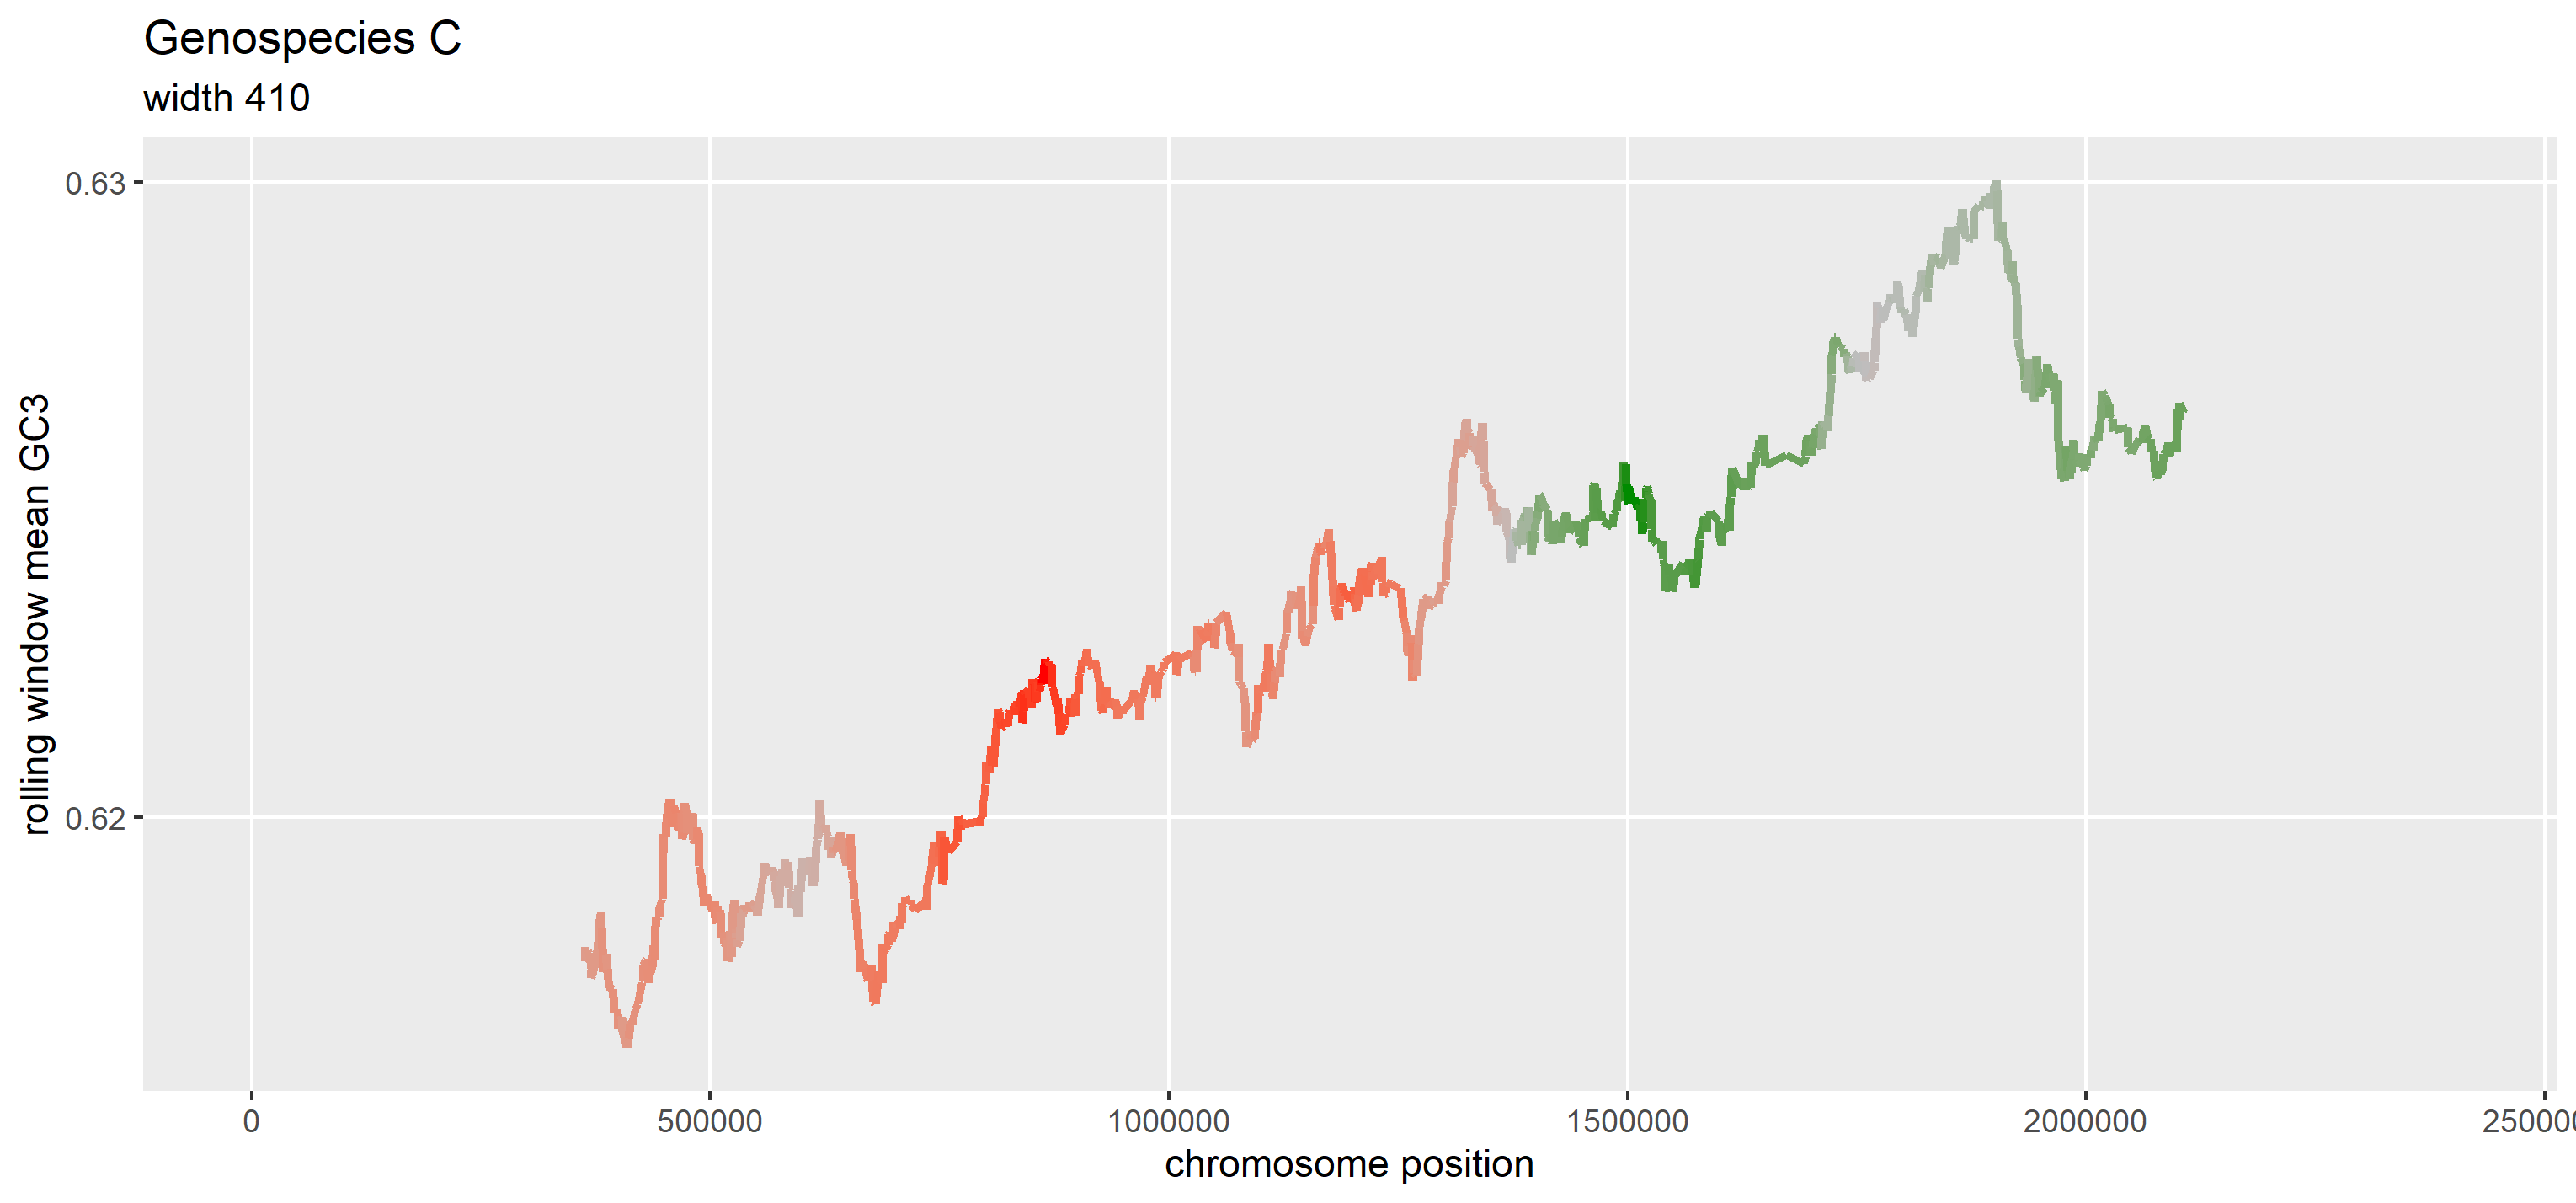 Genospecies C
width 410
0.63
0.62
rolling window mean GC3
0
500000
1000000
1500000
2000000
chromosome position